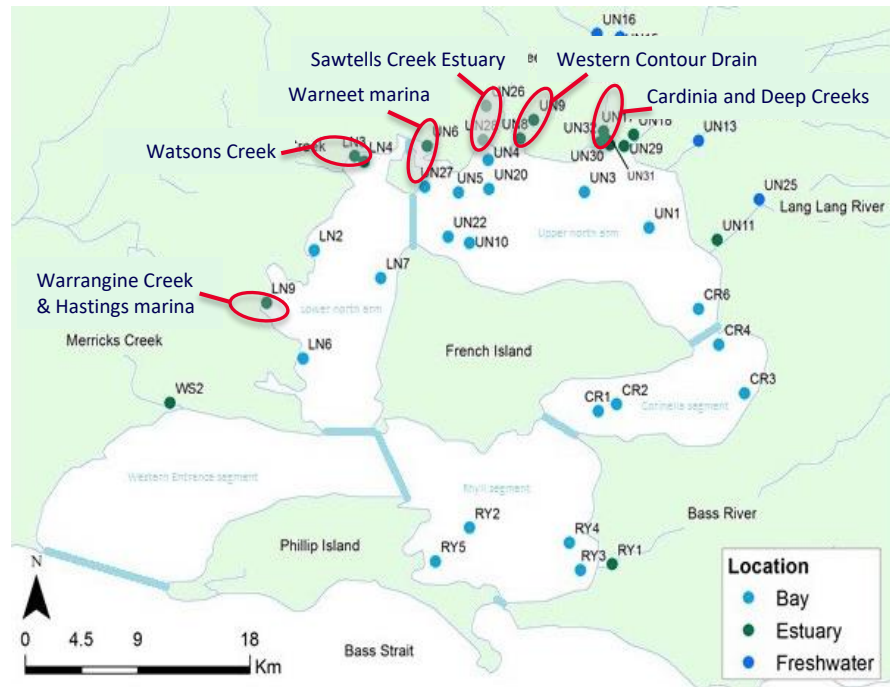 UN16
Sawtells Creek Estuary
Western Contour Drain
Warneet marina
UN26
UN9
Cardinia and Deep Creeks
UN6
UN28
UN8
UN32
UN18
UN13
Watsons Creek
LN3
LN4
UN4
UN30
UN29
UN31
UN27
UN5
UN20
UN3
UN25
Lang Lang River
LN2
UN22
UN10
UN1
UN11
Upper north arm
Warrangine Creek
& Hastings marina
LN9
LN7
Lower north arm
CR6
Merricks Creek
LN6
French Island
CR4
WS2
CR1
CR2
CR3
Corinella segment
Western Entrance segment
Rhyll segment
Bass River
RY2
RY4
Phillip Island
RY5
RY3
RY1
N
Location
Bay
Estuary
Freshwater
0 4.5 9 18
Km
Bass Strait